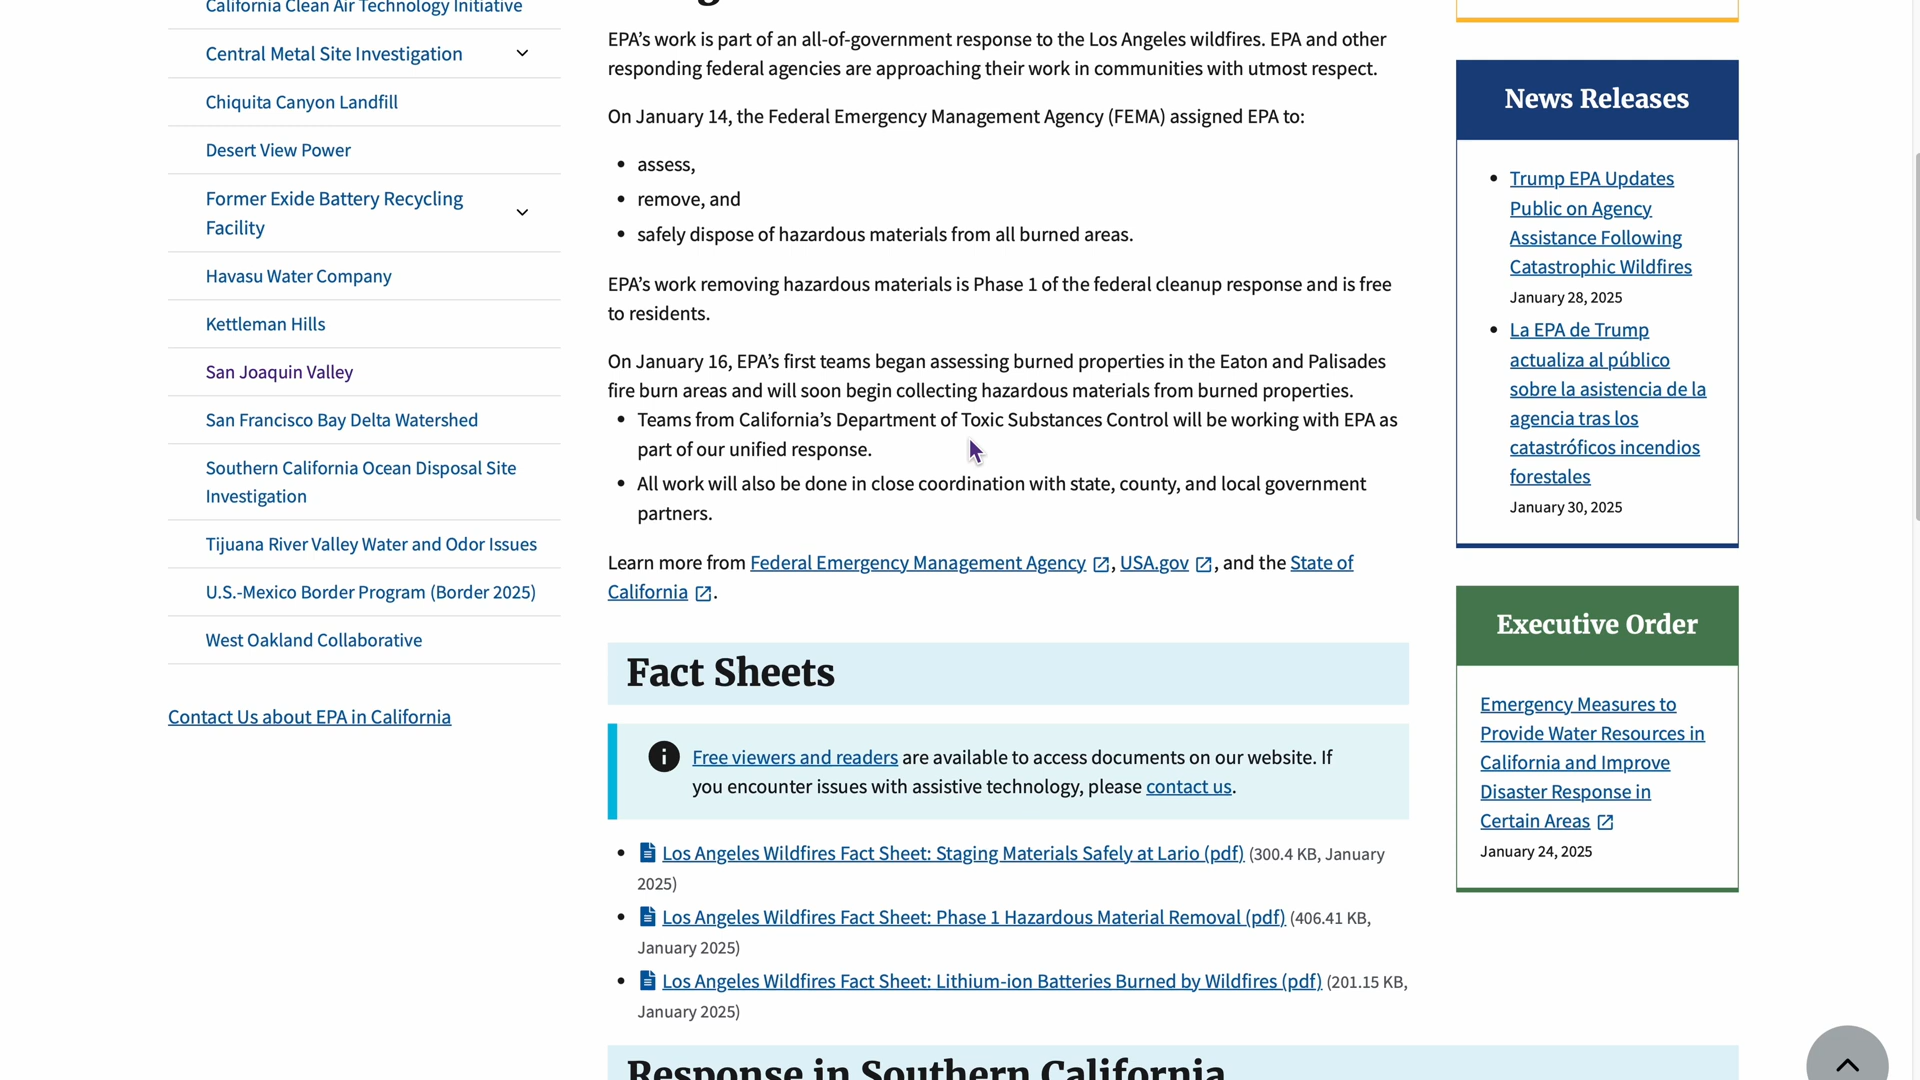 California Clean Air Technology Initiative
Central Metal Site Investigation
Chiquita Canyon Landfill
Desert View Power
Former Exide Battery Recycling
Facility
Havasu Water Company
Kettleman Hills
San Joaquin Valley
San Francisco Bay Delta Watershed
Southern California Ocean Disposal Site
Investigation
Tijuana River Valley Water and Odor Issues
U.S.-Mexico Border Program (Border 2025)
West Oakland Collaborative
Contact Us about EPA in California
EPA’s work is part of an all-of-government response to the Los Angeles wildfires. EPA and other
responding federal agencies are approaching their work in communities with utmost respect.
On January 14, the Federal Emergency Management Agency (FEMA) assigned EPA to:
• assess,
• remove, and
• safely dispose of hazardous materials from all burned areas.
EPA’s work removing hazardous materials is Phase 1 of the federal cleanup response and is free
to residents.
On January 16, EPA’s first teams began assessing burned properties in the Eaton and Palisades
fire burn areas and will soon begin collecting hazardous materials from burned properties.
• Teams from California’s Department of Toxic Substances Control will be working with EPA as
part of our unified response.
• All work will also be done in close coordination with state, county, and local government
partners.
Learn more from Federal Emergency Management Agency, USA.gov, and the State of
California.
Fact Sheets
Free viewers and readers are available to access documents on our website. If
you encounter issues with assistive technology, please contact us.
• Los Angeles Wildfires Fact Sheet: Staging Materials Safely at Lario (pdf) (300.4 KB, January
2025)
• Los Angeles Wildfires Fact Sheet: Phase 1 Hazardous Material Removal (pdf) (406.41 KB,
January 2025)
• Los Angeles Wildfires Fact Sheet: Lithium-ion Batteries Burned by Wildfires (pdf) (201.15 KB,
January 2025)
Response in Southern California
News Releases
• Trump EPA Updates
Public on Agency
Assistance Following
Catastrophic Wildfires
January 28, 2025
• La EPA de Trump
actualiza al público
sobre la asistencia de la
agencia tras los
catastróficos incendios
forestales
January 30, 2025
Executive Order
Emergency Measures to
Provide Water Resources in
California and Improve
Disaster Response in
Certain Areas
January 24, 2025